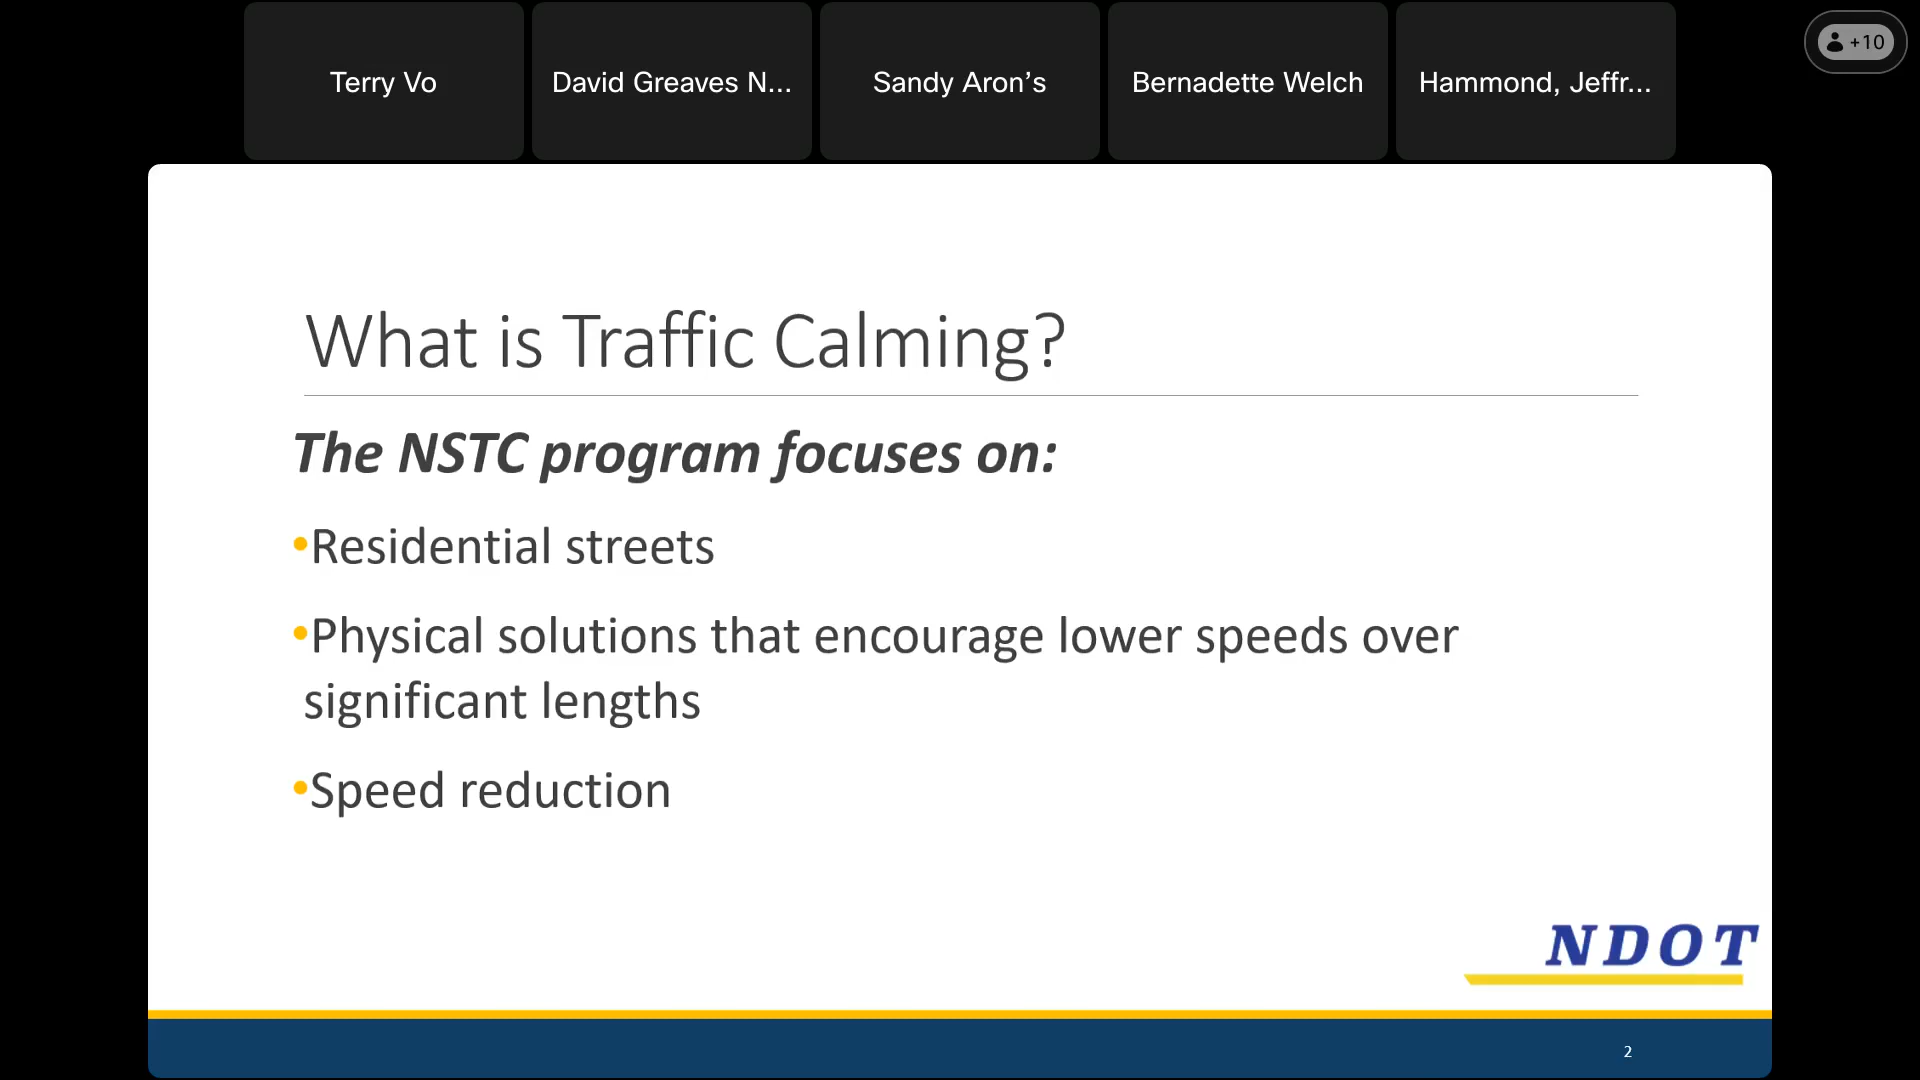 Terry Vo
David Greaves N...
Sandy Aron’s
Bernadette Welch
Hammond, Jeffr...
+10
What is Traffic Calming?
The NSTC program focuses on:
•Residential streets
•Physical solutions that encourage lower speeds over
significant lengths
•Speed reduction
NDOT
2